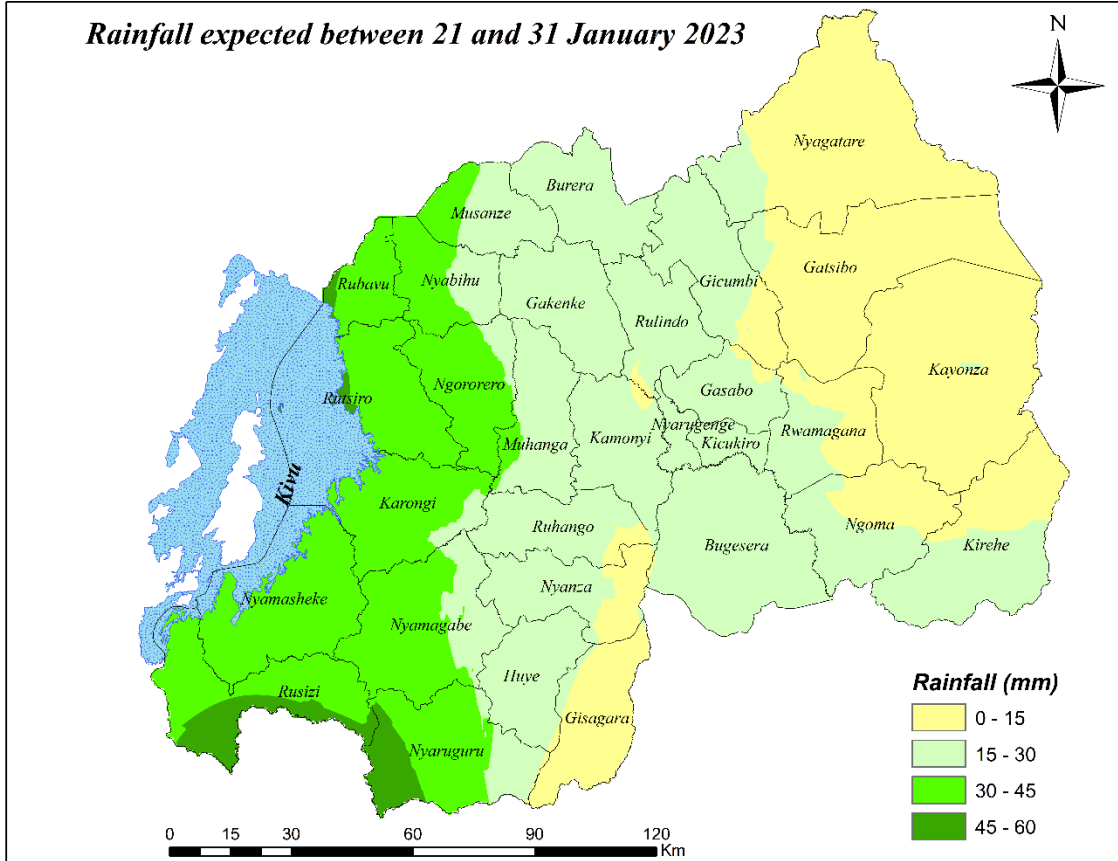 Rainfall expected between 21 and 31 January 2023
N
Nyagatare
Burera
Musanze
Gatsibo
Rubavu
Nyabihu
Gicumbi
Gakenke
Rulindo
Kayonza
Ngororero
Gasabo
Rutsiro
Nyarugenge
Rwamagana
Muhanga
Kamonyi
Kicukiro
Kivu
Karongi
Ruhango
Ngoma
Bugesera
Kirehe
Nyanza
Nyamasheke
Nyamagabe
Huye
Rusizi
Gisagara
Nyaruguru
Rainfall (mm)
0 - 15
15 - 30
30 - 45
45 - 60
0 15 30 60 90 120
Km